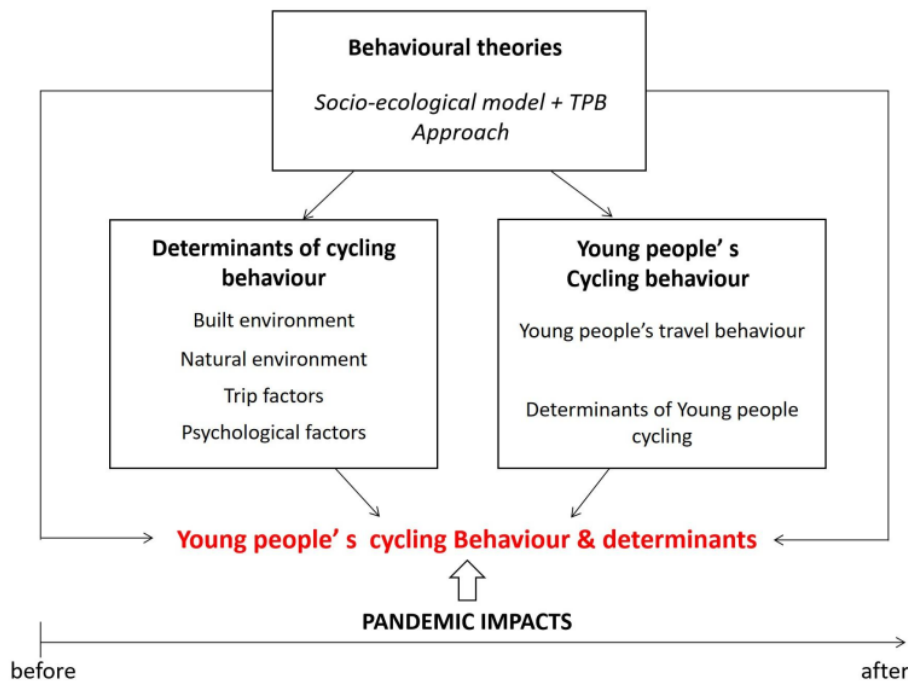 Behavioural theories
Socio-ecological model + TPB
Approach
Determinants of cycling
behaviour
Built environment
Natural environment
Trip factors
Psychological factors
Young people’ s
Cycling behaviour
Young people’s travel behaviour
Determinants of Young people
cycling
Young people’ s  cycling Behaviour & determinants
PANDEMIC IMPACTS
before
after